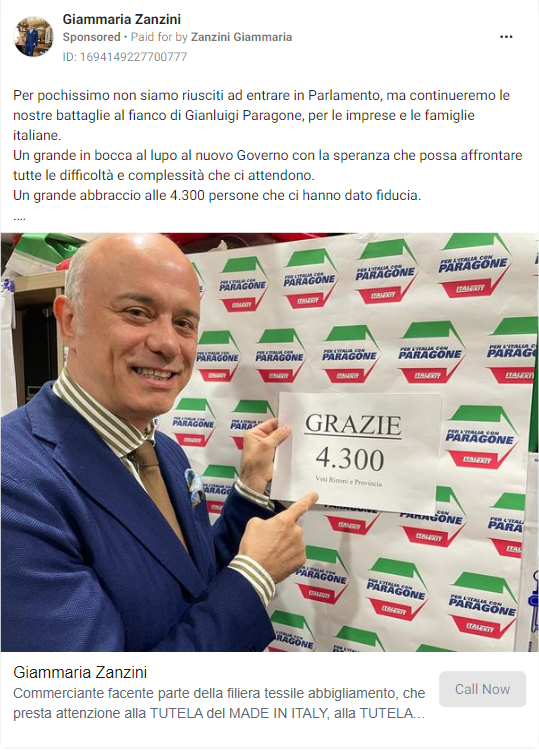 Giammaria Zanzini
Sponsored • Paid for by Zanzini Giammaria
ID: 1694149227700777
Per pochissimo non siamo riusciti ad entrare in Parlamento, ma continueremo le
nostre battaglie al fianco di Gianluigi Paragone, per le imprese e le famiglie
italiane.
Un grande in bocca al lupo al nuovo Governo con la speranza che possa affrontare
tutte le difficoltà e complessità che ci attendono.
Un grande abbraccio alle 4.300 persone che ci hanno dato fiducia.
....
PER L'ITALIA CON
PARAGONE
ITALEXIT
GRAZIE
4.300
Voti Rimini e Provincia
Giammaria Zanzini
Commerciante facente parte della filiera tessile abbigliamento, che
presta attenzione alla TUTELA del MADE IN ITALY, alla TUTELA...
Call Now